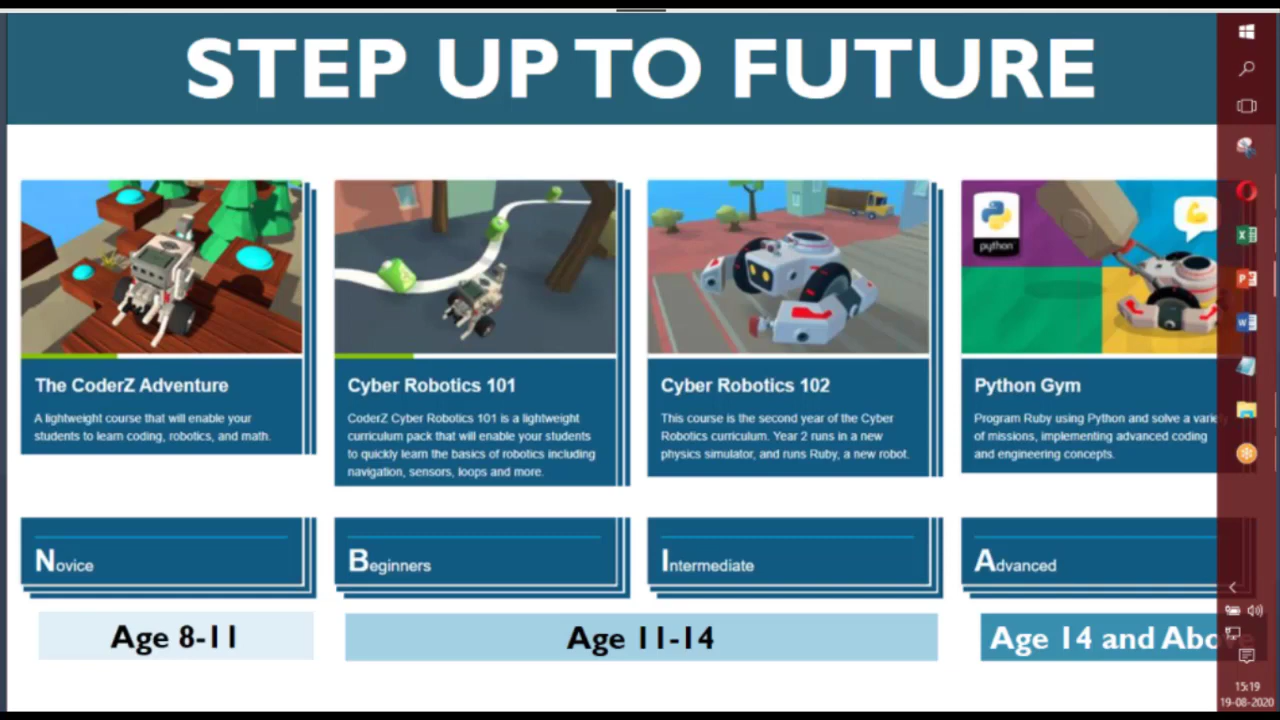 STEP UP TO FUTURE
python
The CoderZ Adventure
A lightweight course that will enable your
students to learn coding, robotics, and math.
Cyber Robotics 101
CoderZ Cyber Robotics 101 is a lightweight
curriculum pack that will enable your students
to quickly learn the basics of robotics including
navigation, sensors, loops and more.
Cyber Robotics 102
This course is the second year of the Cyber
Robotics curriculum. Year 2 runs in a new
physics simulator, and runs Ruby, a new robot.
Python Gym
Program Ruby using Python and solve a variety
of missions, implementing advanced coding
and engineering concepts.
Novice
Beginners
Intermediate
Advanced
Age 8-11
Age 11-14
Age 14 and Above
15:19
19-08-2020